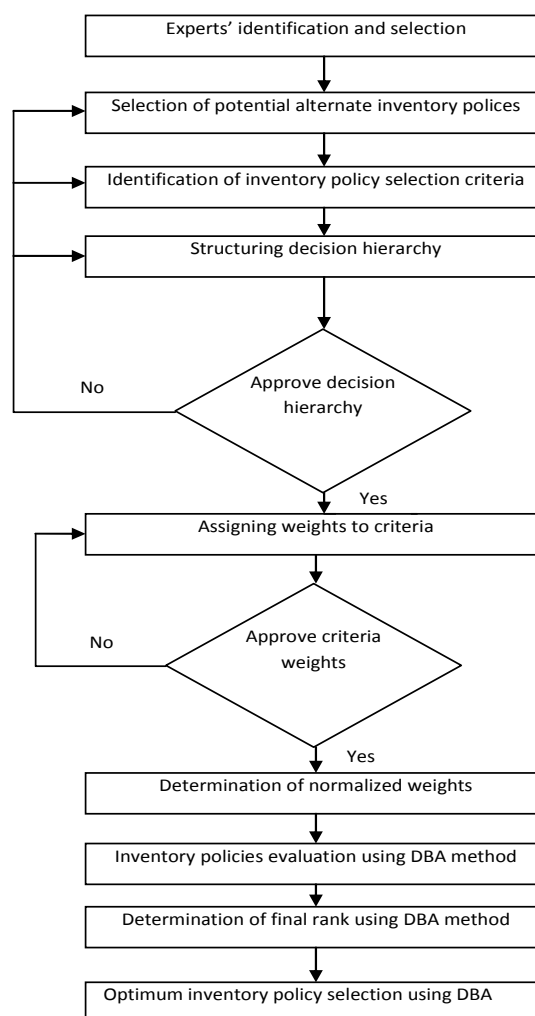 Experts’ identification and selection
Selection of potential alternate inventory polices
Identification of inventory policy selection criteria
Structuring decision hierarchy
No
Approve decision
hierarchy
Yes
Assigning weights to criteria
No
Approve criteria
weights
Yes
Determination of normalized weights
Inventory policies evaluation using DBA method
Determination of final rank using DBA method
Optimum inventory policy selection using DBA